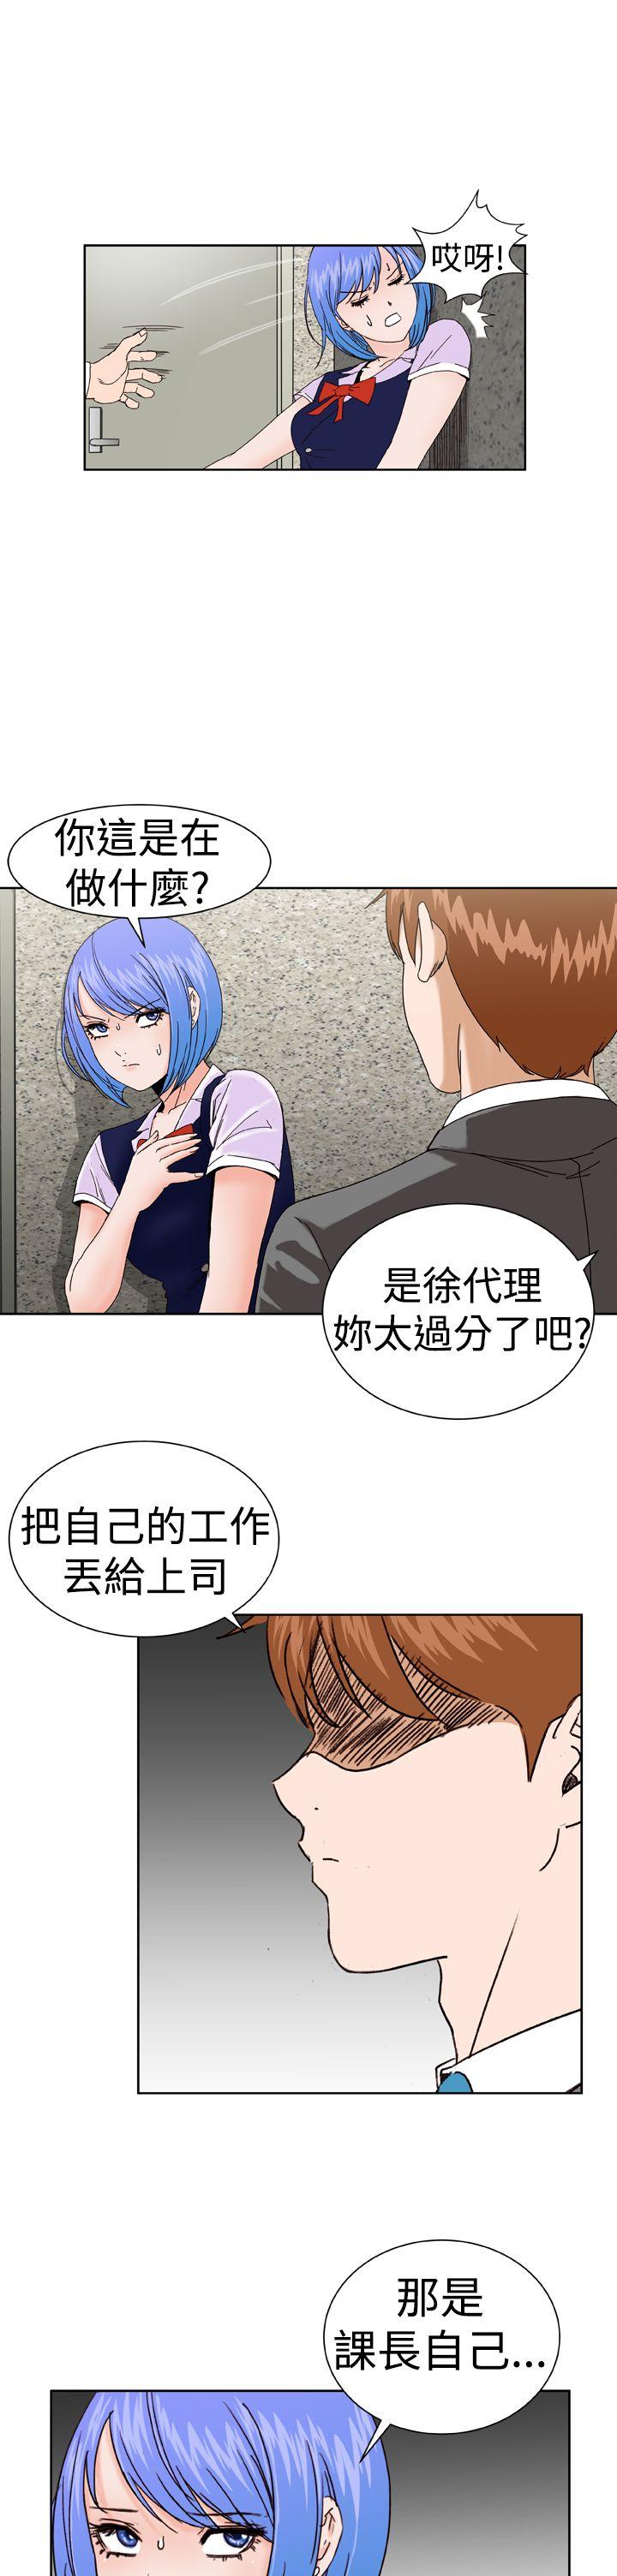 哎呀!
你這是在
做什麼?
是徐代理
妳太過分了吧?
把自己的工作
丟給上司
那是
課長自己...